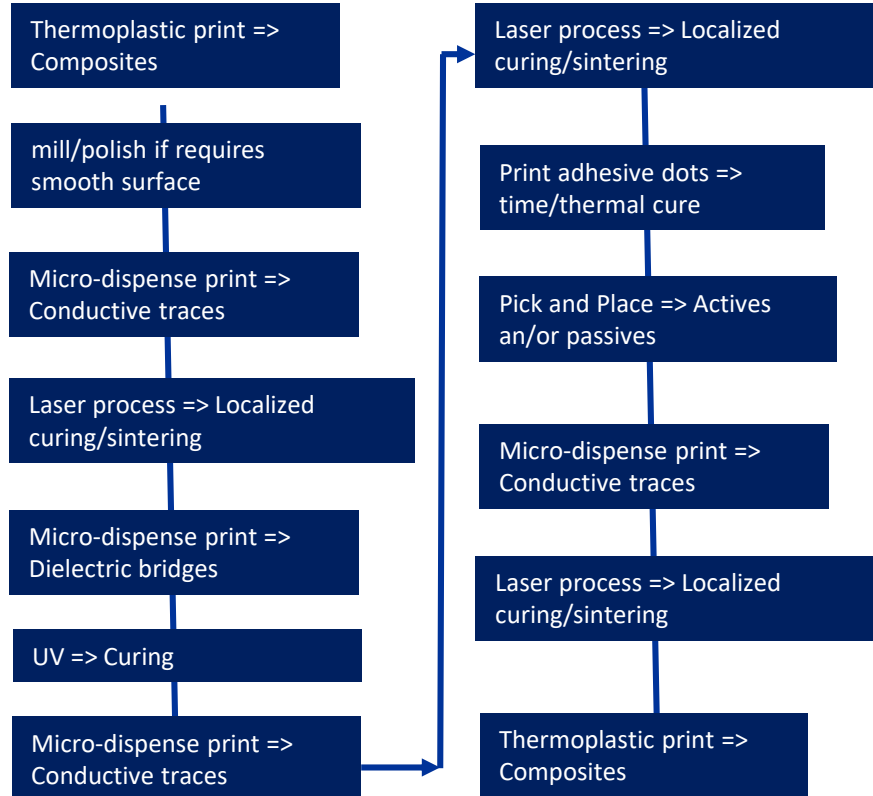 Thermoplastic print =>
Composites
mill/polish if requires
smooth surface
Micro-dispense print =>
Conductive traces
Laser process => Localized
curing/sintering
Micro-dispense print =>
Dielectric bridges
UV => Curing
Micro-dispense print =>
Conductive traces
Laser process => Localized
curing/sintering
Print adhesive dots =>
time/thermal cure
Pick and Place => Actives
an/or passives
Micro-dispense print =>
Conductive traces
Laser process => Localized
curing/sintering
Thermoplastic print =>
Composites